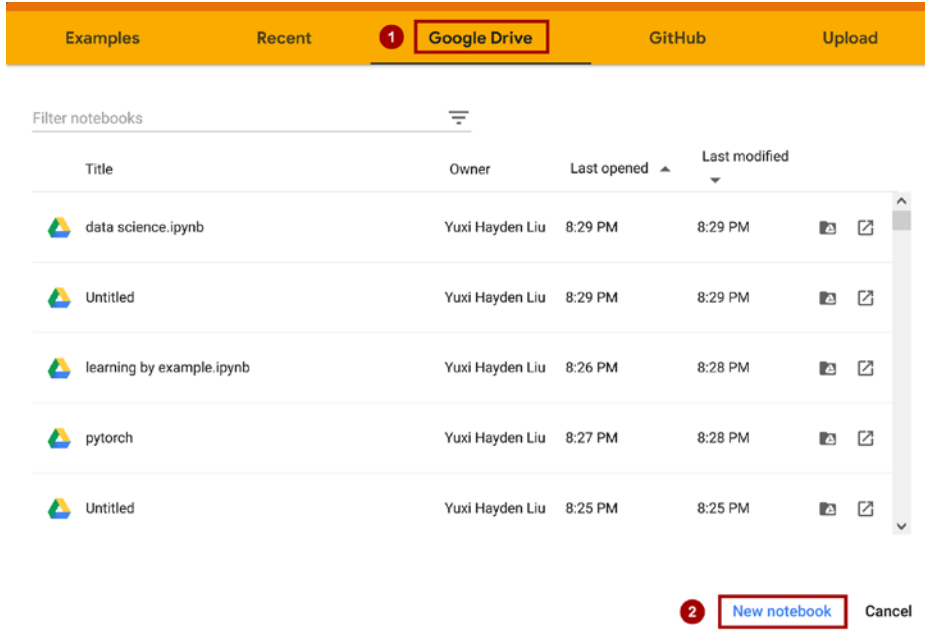 Examples Recent 1 Google Drive GitHub Upload
Filter notebooks
Title Owner Last opened Last modified
data science.ipynb Yuxi Hayden Liu 8:29 PM 8:29 PM
Untitled Yuxi Hayden Liu 8:29 PM 8:29 PM
learning by example.ipynb Yuxi Hayden Liu 8:26 PM 8:28 PM
pytorch Yuxi Hayden Liu 8:27 PM 8:28 PM
Untitled Yuxi Hayden Liu 8:25 PM 8:25 PM
2 New notebook Cancel